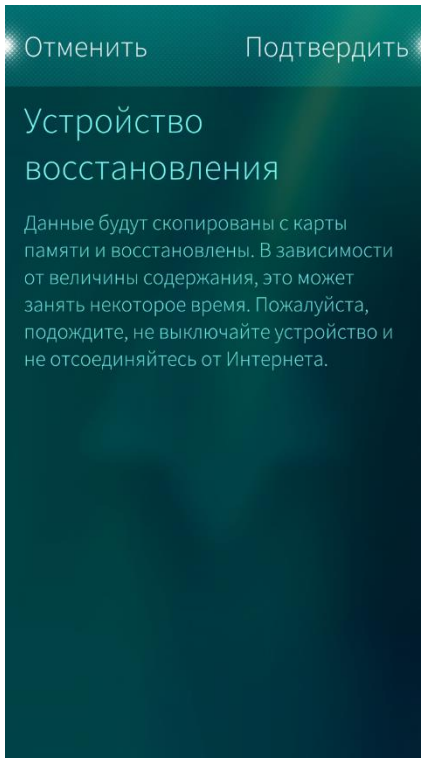 Отменить Подтвердить
Устройство
восстановления
Данные будут скопированы с карты
памяти и восстановлены. В зависимости
от величины содержания, это может
занять некоторое время. Пожалуйста,
подождите, не выключайте устройство и
не отсоединяйтесь от Интернета.